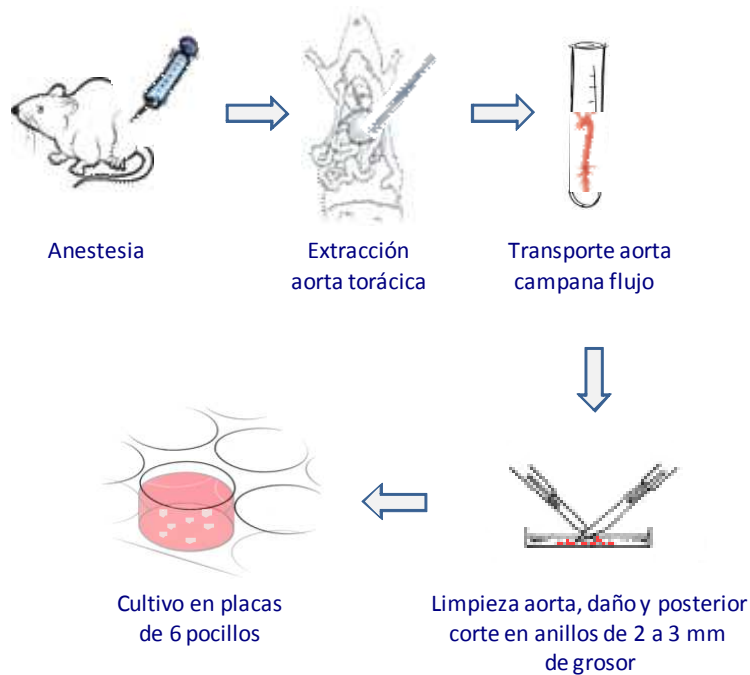 Anestesia
Extracción
aorta torácica
Transporte aorta
campana flujo
Cultivo en placas
de 6 pocillos
Limpieza aorta, daño y posterior
corte en anillos de 2 a 3 mm
de grosor